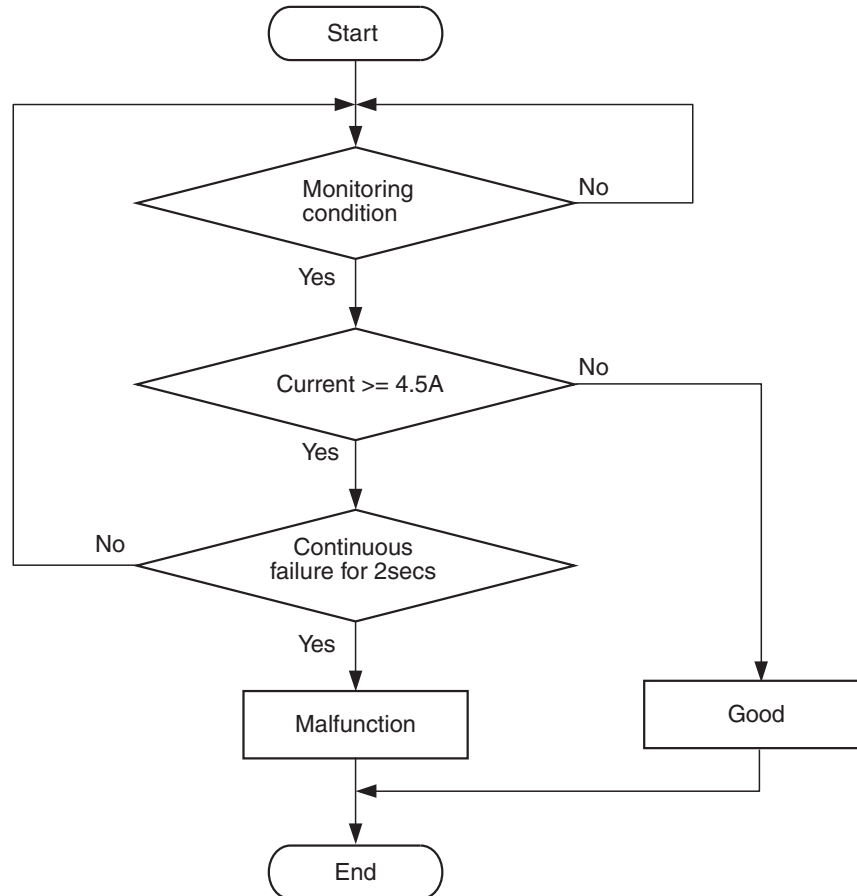 Start
Monitoring
condition
No
Yes
Current >= 4.5A
No
Yes
Continuous
failure for 2secs
No
Yes
Malfunction
Good
End